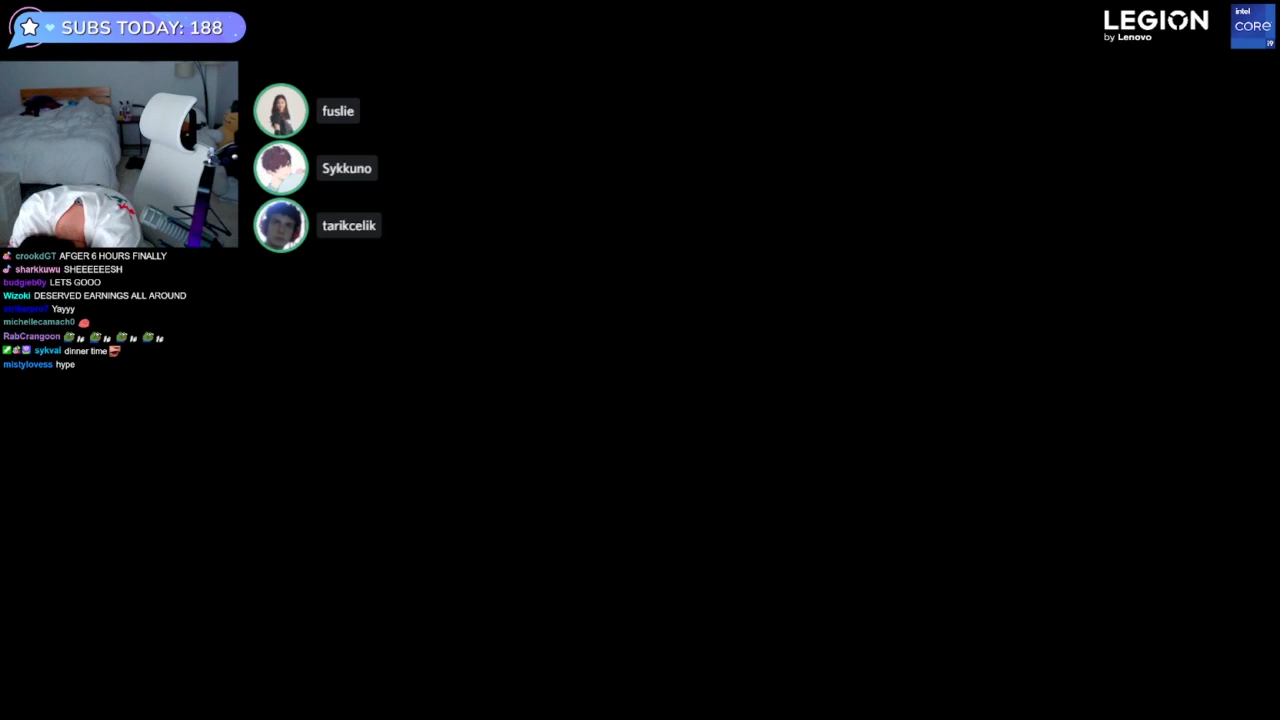 SUBS TODAY: 188
LEGION
by Lenovo
intel
CORE
i9
fuslie
Sykkuno
tarikcelik
crookdGT AFGER 6 HOURS FINALLY
sharkkuwu SHEEEEEESH
budgieb0y LETS GOOO
Wizoki DESERVED EARNINGS ALL AROUND
Yayyy
michellecamach0
RabCrangoon
sykval dinner time
mistylovess hype